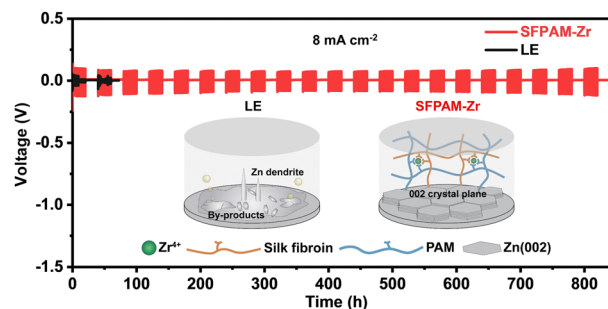 0.5
0.0
-0.5
-1.0
-1.5
Voltage (V)
8 mA cm-2
SFPAM-Zr
LE
LE
SFPAM-Zr
Zn dendrite
By-products
002 crystal plane
Zr4+
Silk fibroin
PAM
Zn(002)
0 100 200 300 400 500 600 700 800
Time (h)